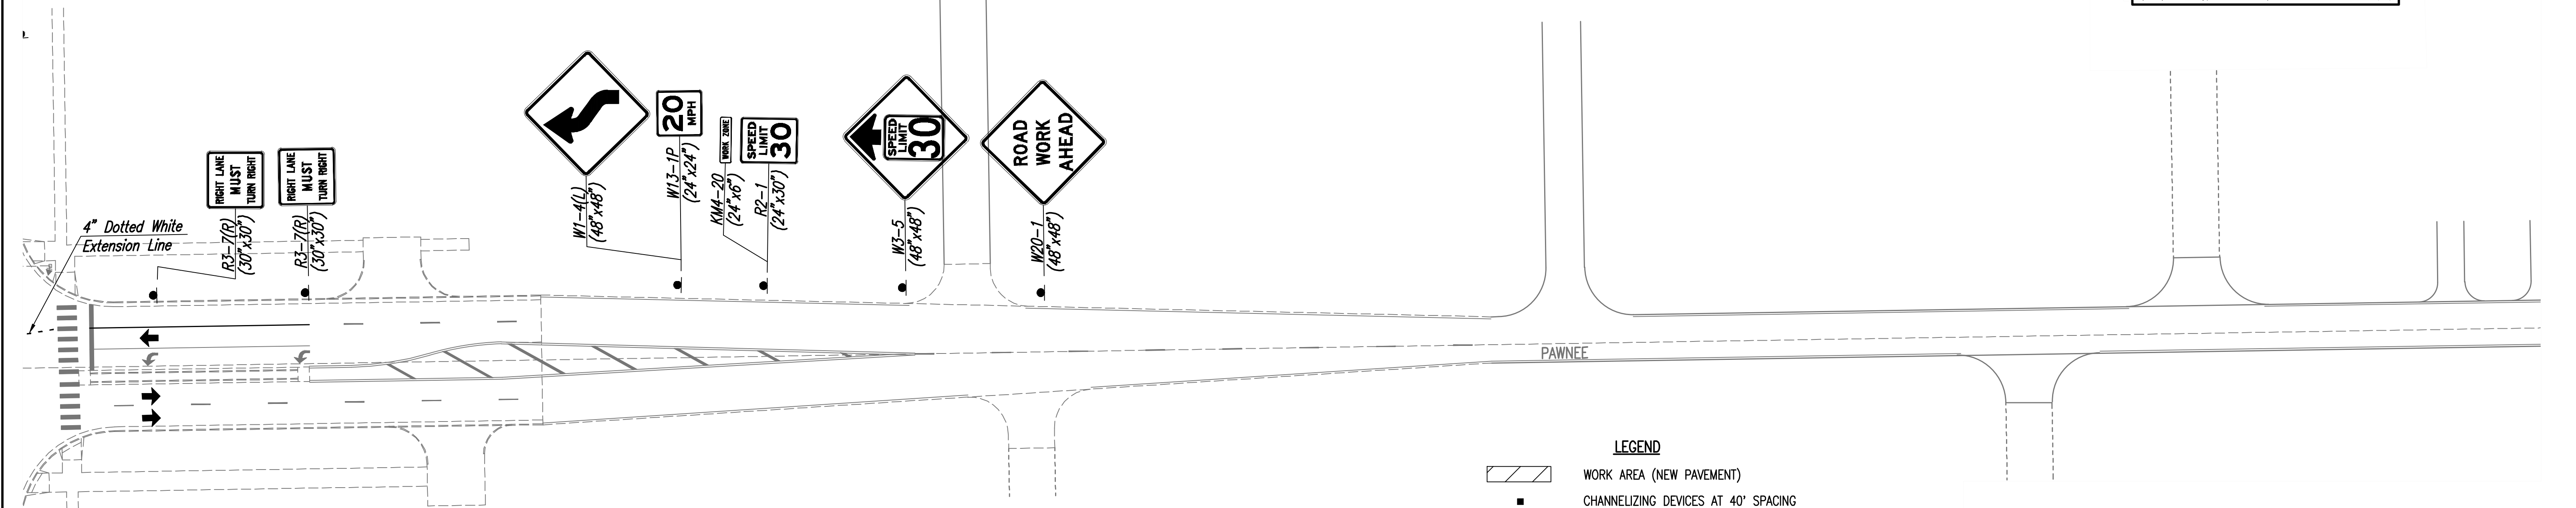 RIGHT LANE
MUST
TURN RIGHT
RIGHT LANE
MUST
TURN RIGHT
20
MPH
WORK ZONE
SPEED
LIMIT
30
SPEED
LIMIT
30
ROAD
WORK
AHEAD
4" Dotted White
Extension Line
R3-7(R)
(30"x30")
R3-7(R)
(30"x30")
W1-4(L)
(48"x48")
W13-1P
(24"x24")
KM4-20
(24"x6")
R2-1
(24"x30")
W3-5
(48"x48")
W20-1
(48"x48")
PAWNEE
LEGEND
WORK AREA (NEW PAVEMENT)
CHANNELIZING DEVICES AT 40' SPACING